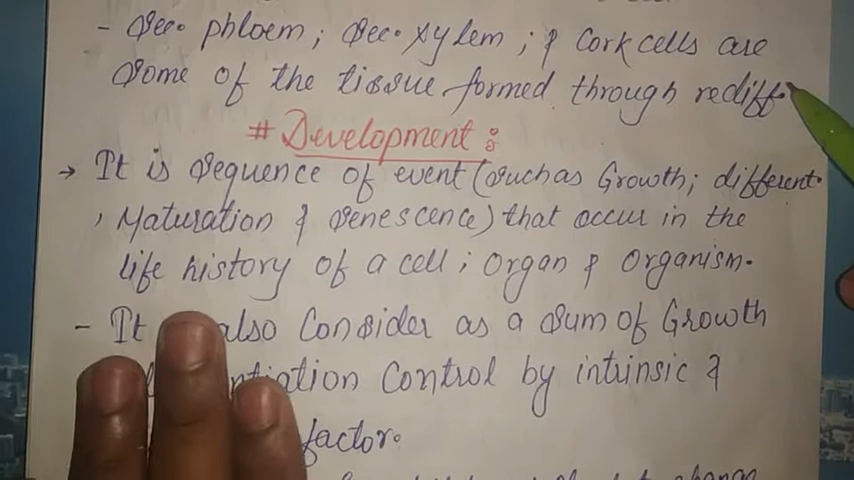 - Sec. phloem ; Sec. xylem ; & Cork cells are
Some of the tissue formed through rediff.
# Development :
→ It is Sequence of event (Such as Growth; different.
, Maturation & Senescence) that occur in the
life history of a cell ; organ & organism.
- It also Consider as a Sum of Growth
Control by intrinsic &
factor.
change